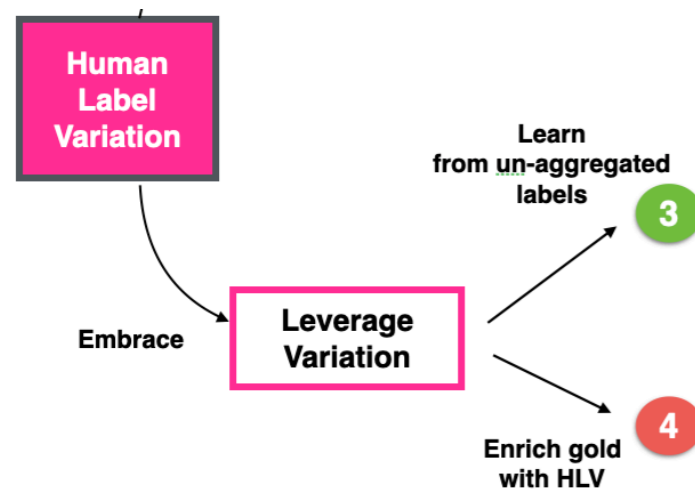 Human
Label
Variation
Learn
from un-aggregated
labels
3
Embrace
Leverage
Variation
4
Enrich gold
with HLV